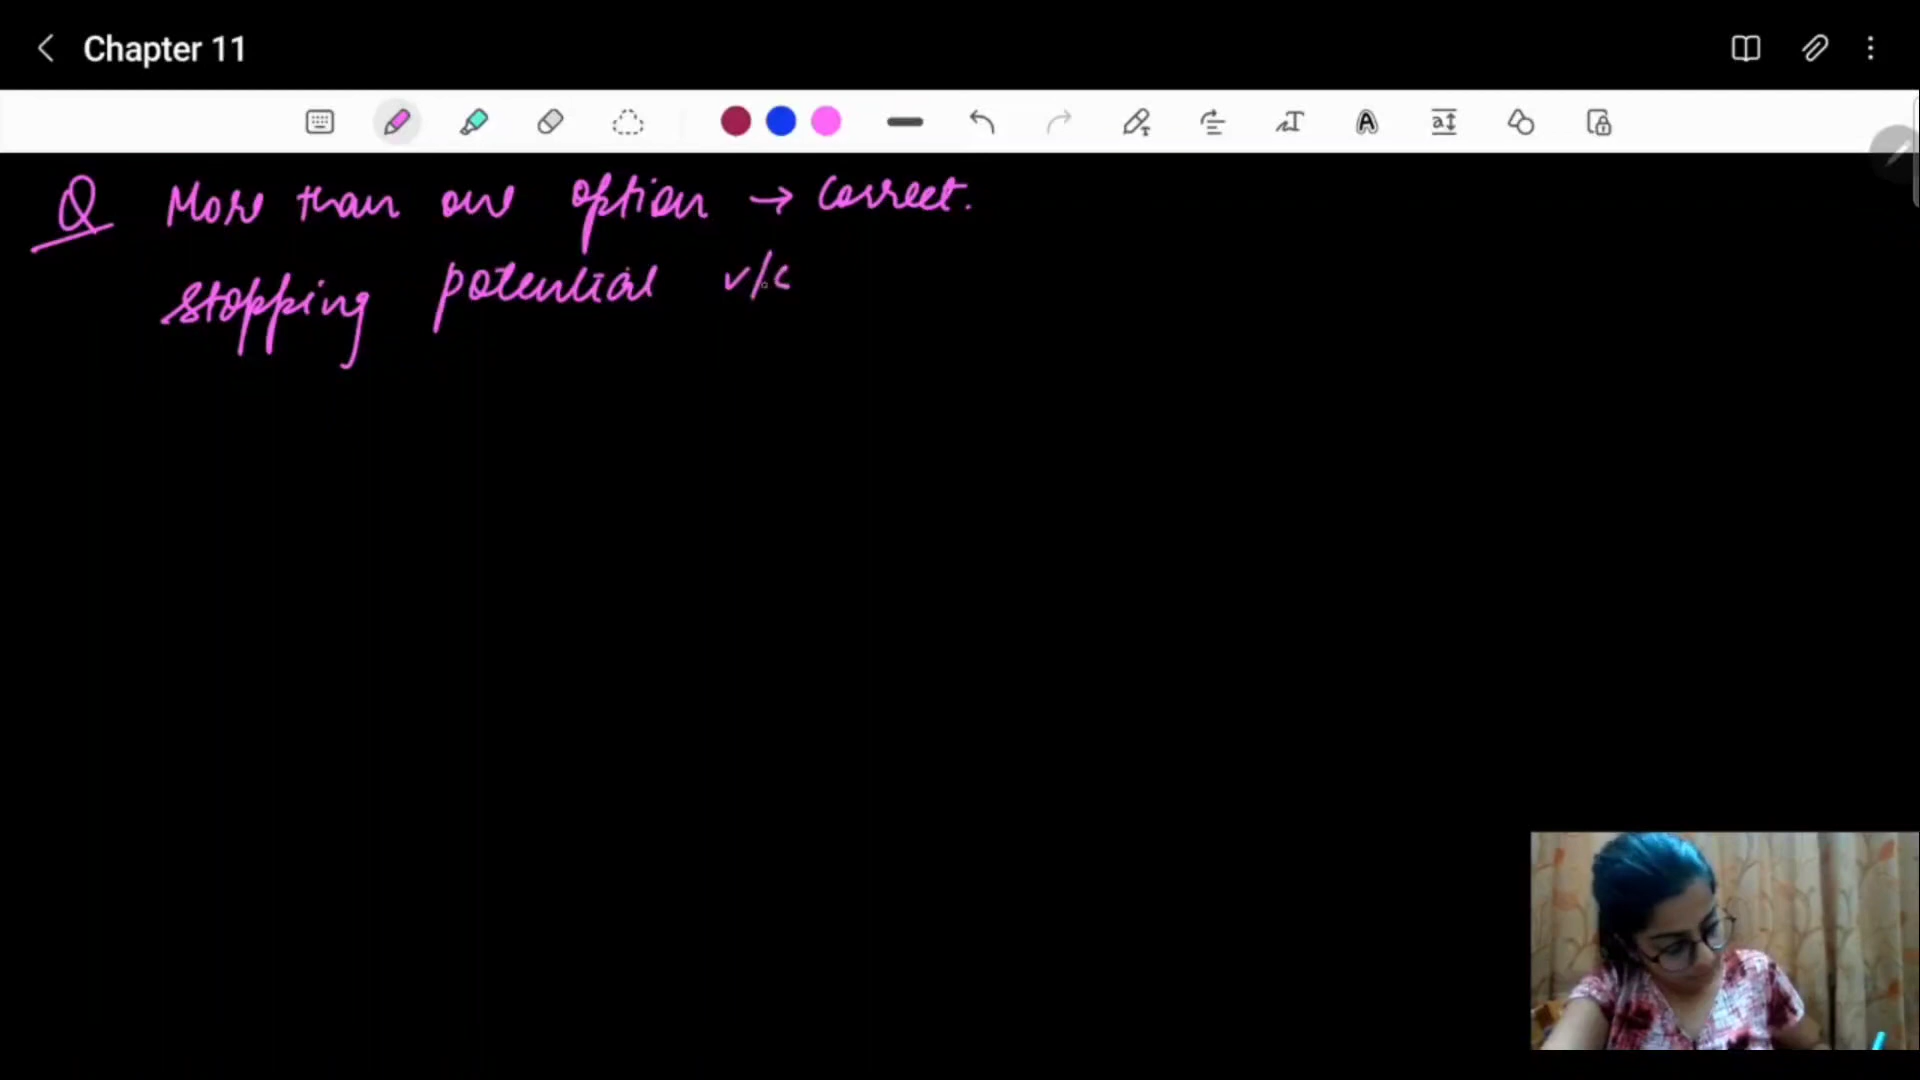 Chapter 11
Q More than one option → correct.
stopping potential v/s